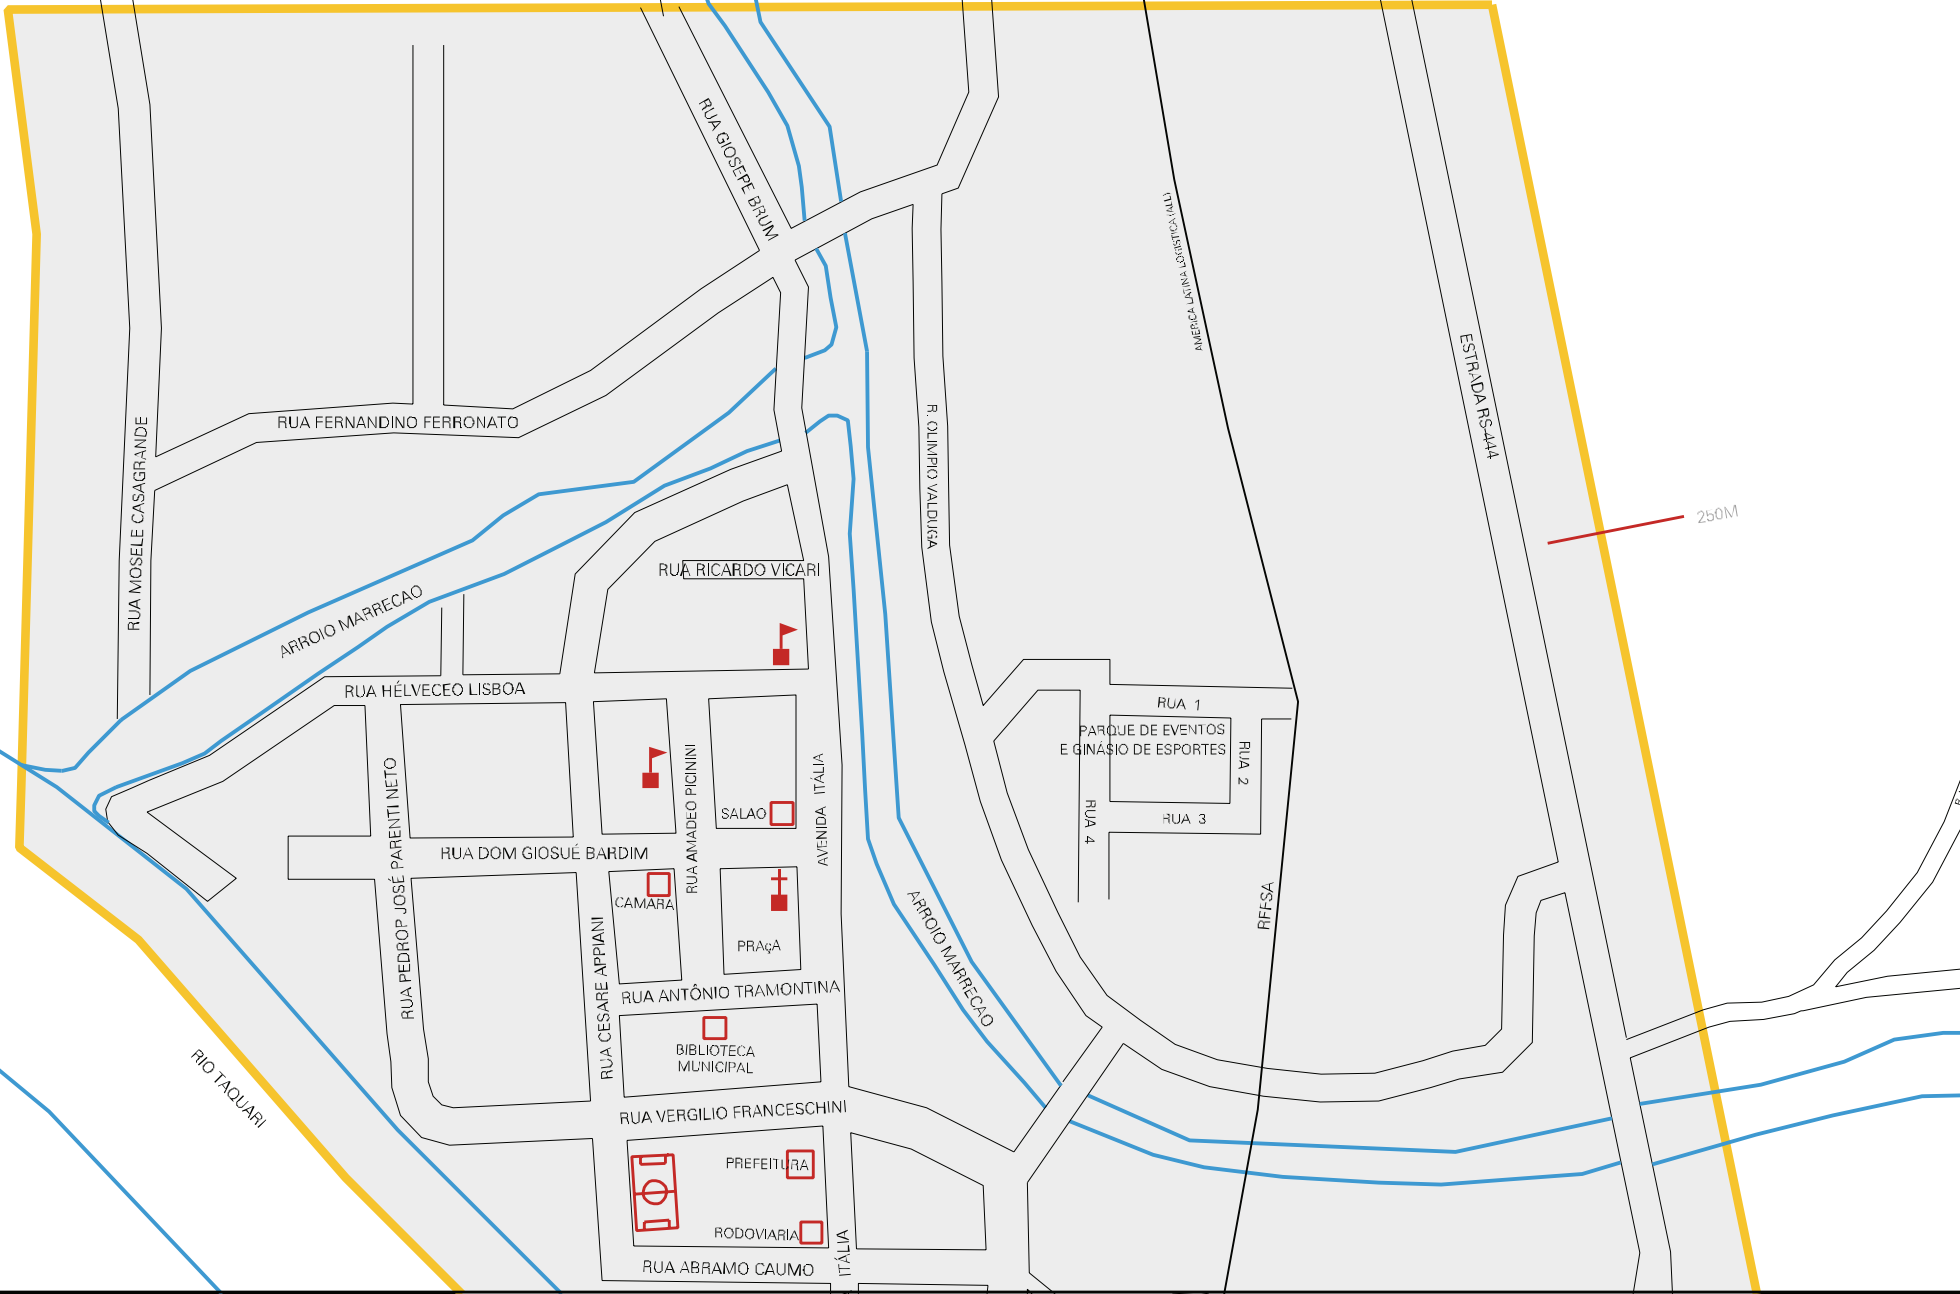 RUA GIOSEPE BRUM
AMERICA LATINA LOGISTICA (ALL)
RUA FERNANDINO FERRONATO
RUA MOSELE CASAGRANDE
R. OLIMPIO VALDUGA
ESTRADA RS-444
250M
RUA RICARDO VICARI
ARROIO MARRECAO
RUA HÉLVECEO LISBOA
RUA 1
PARQUE DE EVENTOS
E GINÁSIO DE ESPORTES
RUA 2
RUA 3
RUA 4
RUA PEDROP JOSÉ PARENTI NETO
RUA AMADEO PICININI
AVENIDA ITÁLIA
SALAO
RUA DOM GIOSUÉ BARDIM
CAMARA
PRAçA
RFFSA
ARROIO MARRECAO
RUA CESARE APPIANI
RUA ANTÔNIO TRAMONTINA
BIBLIOTECA
MUNICIPAL
RIO TAQUARI
RUA VERGILIO FRANCESCHINI
PREFEITURA
RODOVIARIA
RUA ABRAMO CAUMO
ITÁLIA